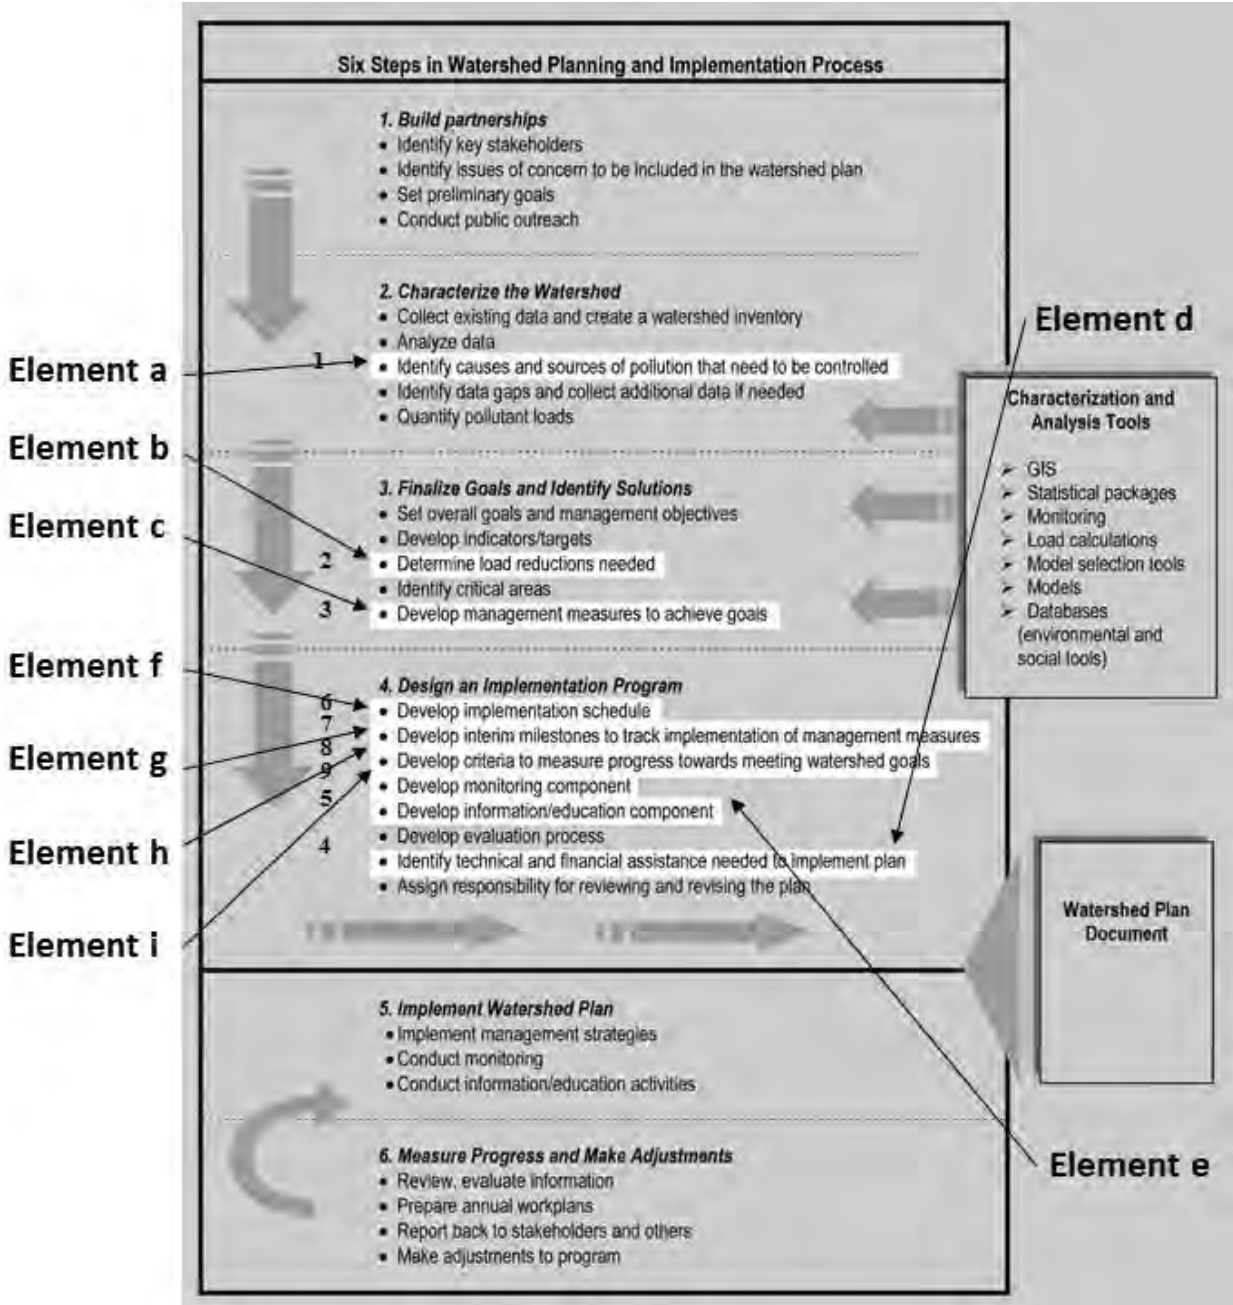 Six Steps in Watershed Planning and Implementation Process
1. Build partnerships
• Identify key stakeholders
• Identify issues of concern to be included in the watershed plan
• Set preliminary goals
• Conduct public outreach
2. Characterize the Watershed
• Collect existing data and create a watershed inventory
• Analyze data
1 • Identify causes and sources of pollution that need to be controlled
• Identify data gaps and collect additional data if needed
• Quantify pollutant loads
3. Finalize Goals and Identify Solutions
• Set overall goals and management objectives
• Develop indicators/targets
2 • Determine load reductions needed
• Identify critical areas
3 • Develop management measures to achieve goals
4. Design an Implementation Program
6 • Develop implementation schedule
7 • Develop interim milestones to track implementation of management measures
8 • Develop criteria to measure progress towards meeting watershed goals
9 • Develop monitoring component
5 • Develop information/education component
• Develop evaluation process
4 • Identify technical and financial assistance needed to implement plan
• Assign responsibility for reviewing and revising the plan
5. Implement Watershed Plan
• Implement management strategies
• Conduct monitoring
• Conduct information/education activities
6. Measure Progress and Make Adjustments
• Review, evaluate information
• Prepare annual workplans
• Report back to stakeholders and others
• Make adjustments to program
Element a
Element b
Element c
Element f
Element g
Element h
Element i
Element d
Characterization and
Analysis Tools
➢ GIS
➢ Statistical packages
➢ Monitoring
➢ Load calculations
➢ Model selection tools
➢ Models
➢ Databases
(environmental and
social tools)
Watershed Plan
Document
Element e